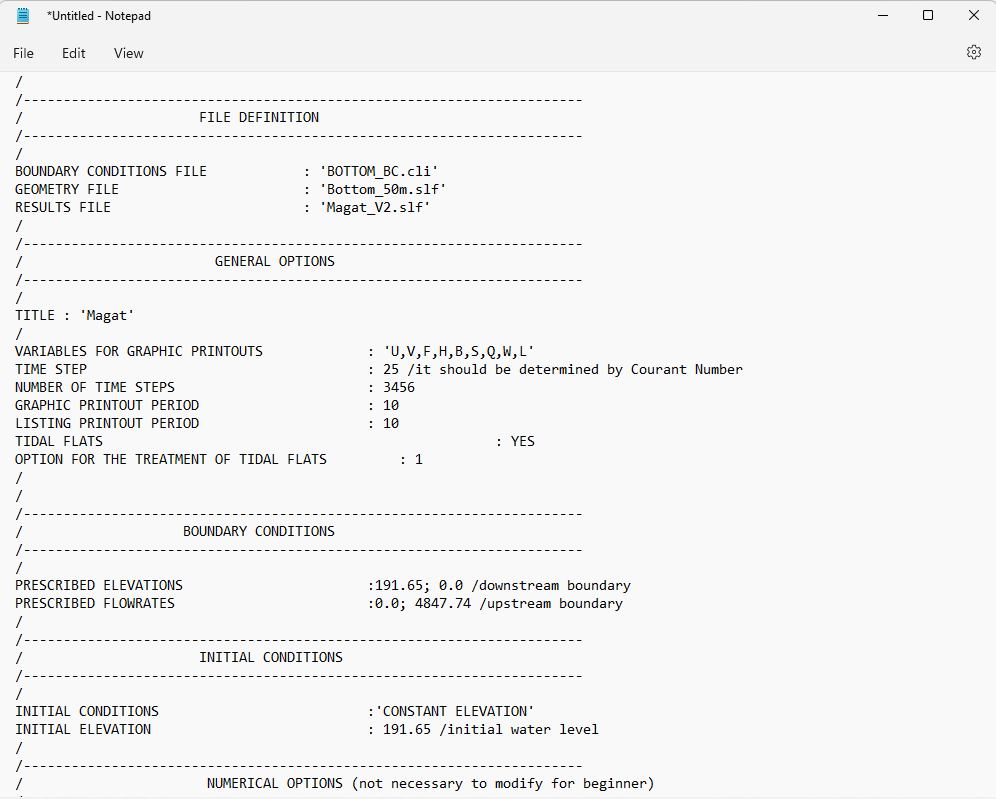 *Untitled - Notepad
File Edit View
/
/----------------------------------------------------------------------
/ FILE DEFINITION
/----------------------------------------------------------------------
/
BOUNDARY CONDITIONS FILE : 'BOTTOM_BC.cli'
GEOMETRY FILE : 'Bottom_50m.slf'
RESULTS FILE : 'Magat_V2.slf'
/
/----------------------------------------------------------------------
/ GENERAL OPTIONS
/----------------------------------------------------------------------
/
TITLE : 'Magat'
/
VARIABLES FOR GRAPHIC PRINTOUTS : 'U,V,F,H,B,S,Q,W,L'
TIME STEP : 25 /it should be determined by Courant Number
NUMBER OF TIME STEPS : 3456
GRAPHIC PRINTOUT PERIOD : 10
LISTING PRINTOUT PERIOD : 10
TIDAL FLATS : YES
OPTION FOR THE TREATMENT OF TIDAL FLATS : 1
/
/
/----------------------------------------------------------------------
/ BOUNDARY CONDITIONS
/----------------------------------------------------------------------
/
PRESCRIBED ELEVATIONS :191.65; 0.0 /downstream boundary
PRESCRIBED FLOWRATES :0.0; 4847.74 /upstream boundary
/
/----------------------------------------------------------------------
/ INITIAL CONDITIONS
/----------------------------------------------------------------------
/
INITIAL CONDITIONS :'CONSTANT ELEVATION'
INITIAL ELEVATION : 191.65 /initial water level
/
/----------------------------------------------------------------------
/ NUMERICAL OPTIONS (not necessary to modify for beginner)